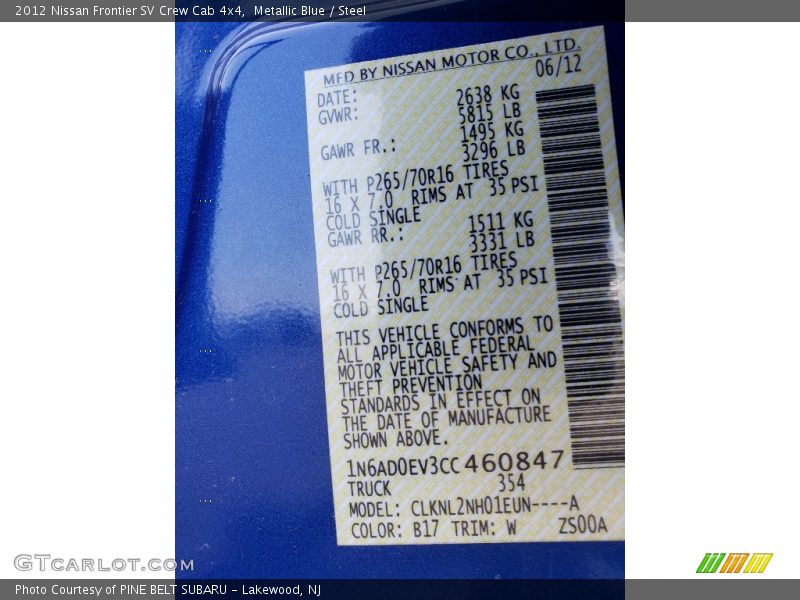 2012 Nissan Frontier SV Crew Cab 4x4,  Metallic Blue / Steel
MFD BY NISSAN MOTOR CO., LTD.
DATE: 06/12
GVWR: 2638 KG
5815 LB
GAWR FR.: 1495 KG
3296 LB
WITH P265/70R16 TIRES
16 X 7.0 RIMS AT 35 PSI
COLD SINGLE
GAWR RR.: 1511 KG
3331 LB
WITH P265/70R16 TIRES
16 X 7.0 RIMS AT 35 PSI
COLD SINGLE
THIS VEHICLE CONFORMS TO
ALL APPLICABLE FEDERAL
MOTOR VEHICLE SAFETY AND
THEFT PREVENTION
STANDARDS IN EFFECT ON
THE DATE OF MANUFACTURE
SHOWN ABOVE.
1N6AD0EV3CC460847
TRUCK 354
MODEL: CLKNL2NH01EUN----A
COLOR: B17 TRIM: W ZS00A
GTCARLOT.COM
Photo Courtesy of PINE BELT SUBARU - Lakewood, NJ